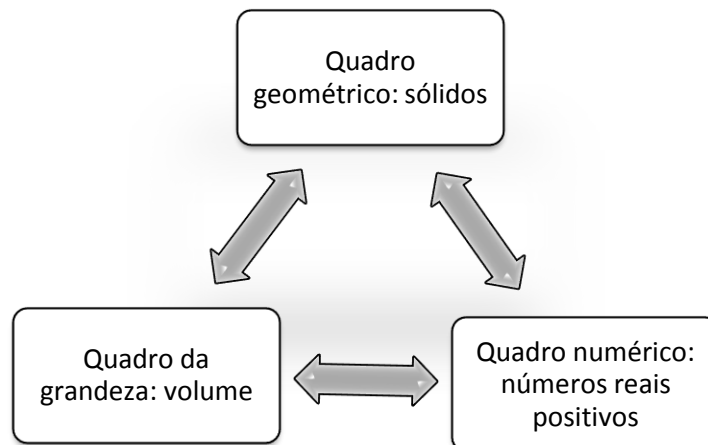 Quadro
geométrico: sólidos
Quadro da
grandeza: volume
Quadro numérico:
números reais
positivos